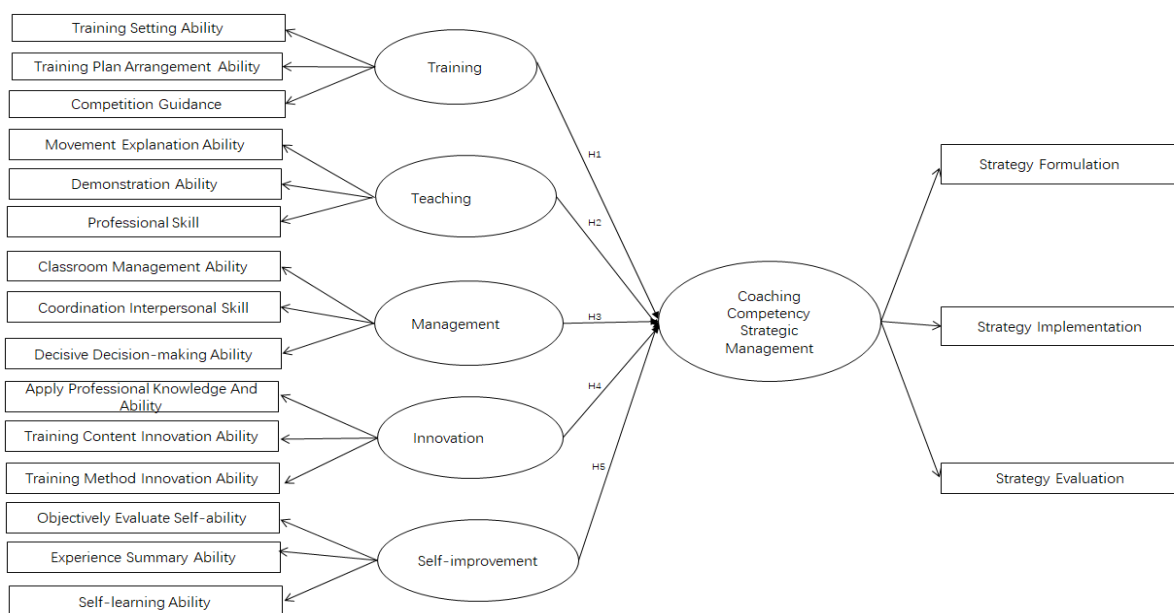 Training Setting Ability
Training Plan Arrangement Ability
Competition Guidance
Movement Explanation Ability
Demonstration Ability
Professional Skill
Classroom Management Ability
Coordination Interpersonal Skill
Decisive Decision-making Ability
Apply Professional Knowledge And
Ability
Training Content Innovation Ability
Training Method Innovation Ability
Objectively Evaluate Self-ability
Experience Summary Ability
Self-learning Ability
Training
Teaching
Management
Innovation
Self-improvement
H1
H2
H3
H4
H5
Coaching
Competency
Strategic
Management
Strategy Formulation
Strategy Implementation
Strategy Evaluation